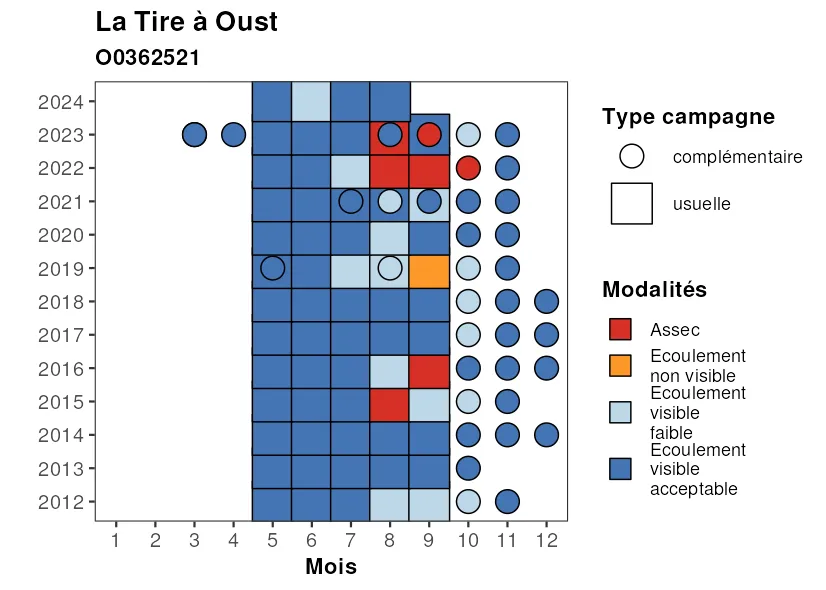 La Tire à Oust
O0362521
2024
2023
2022
2021
2020
2019
2018
2017
2016
2015
2014
2013
2012
1 2 3 4 5 6 7 8 9 10 11 12
Mois
Type campagne
complémentaire
usuelle
Modalités
Assec
Ecoulement
non visible
Ecoulement
visible
faible
Ecoulement
visible
acceptable